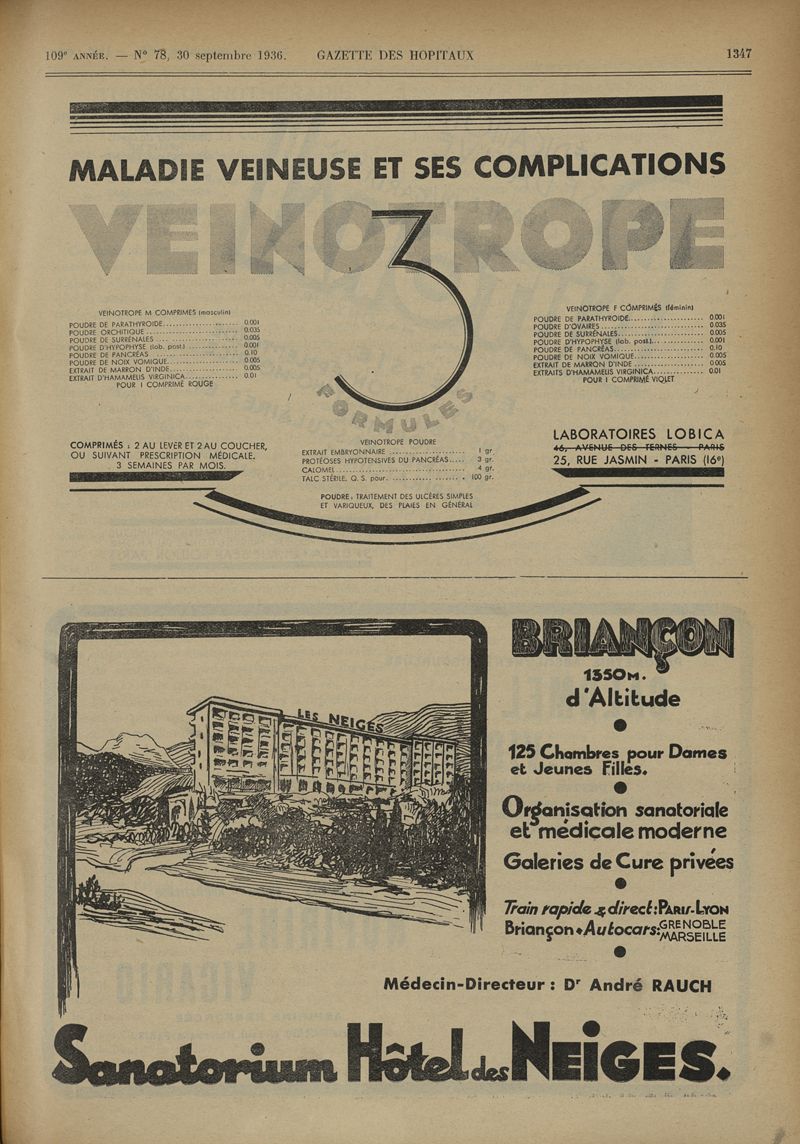 109e ANNÉE. — No 78, 30 septembre 1936. GAZETTE DES HOPITAUX 1347
MALADIE VEINEUSE ET SES COMPLICATIONS
VEINOTROPE
3
FORMULES
VEINOTROPE M COMPRIMES (masculin)
POUDRE DE PARATHYROIDE 0.001
POUDRE ORCHITIQUE 0.035
POUDRE DE SURRÉNALES 0.005
POUDRE D'HYPOPHYSE (lob. post.) 0.001
POUDRE DE PANCRÉAS 0.10
POUDRE DE NOIX VOMIQUE 0.005
EXTRAIT DE MARRON D'INDE 0.005
EXTRAIT D'HAMAMELIS VIRGINICA 0.01
POUR 1 COMPRIMÉ ROUGE
VEINOTROPE F COMPRIMÉS (féminin)
POUDRE DE PARATHYROIDE 0.001
POUDRE D'OVAIRES 0.035
POUDRE DE SURRÉNALES 0.005
POUDRE D'HYPOPHYSE (lob. post.) 0.001
POUDRE DE PANCRÉAS 0.10
POUDRE DE NOIX VOMIQUE 0.005
EXTRAIT DE MARRON D'INDE 0.005
EXTRAITS D'HAMAMELIS VIRGINICA 0.01
POUR 1 COMPRIMÉ VIOLET
COMPRIMÉS : 2 AU LEVER ET 2 AU COUCHER,
OU SUIVANT PRESCRIPTION MÉDICALE.
3 SEMAINES PAR MOIS.
VEINOTROPE POUDRE
EXTRAIT EMBRYONNAIRE 1 gr.
PROTÉOSES HYPOTENSIVES DU PANCRÉAS 3 gr.
CALOMEL 4 gr.
TALC STÉRILE, Q. S. pour 100 gr.
POUDRE : TRAITEMENT DES ULCÈRES SIMPLES
ET VARIQUEUX, DES PLAIES EN GÉNÉRAL
LABORATOIRES LOBICA
46, AVENUE DES TERNES - PARIS
25, RUE JASMIN - PARIS (16e)
LES NEIGES
BRIANÇON
1350M.
d'Altitude
125 Chambres pour Dames
et Jeunes Filles.
Organisation sanatoriale
et médicale moderne
Galeries de Cure privées
Train rapide & direct : PARIS-LYON
Briançon • Autocars: GRENOBLE
MARSEILLE
Médecin-Directeur : Dr André RAUCH
Sanatorium Hôtel des NEIGES.